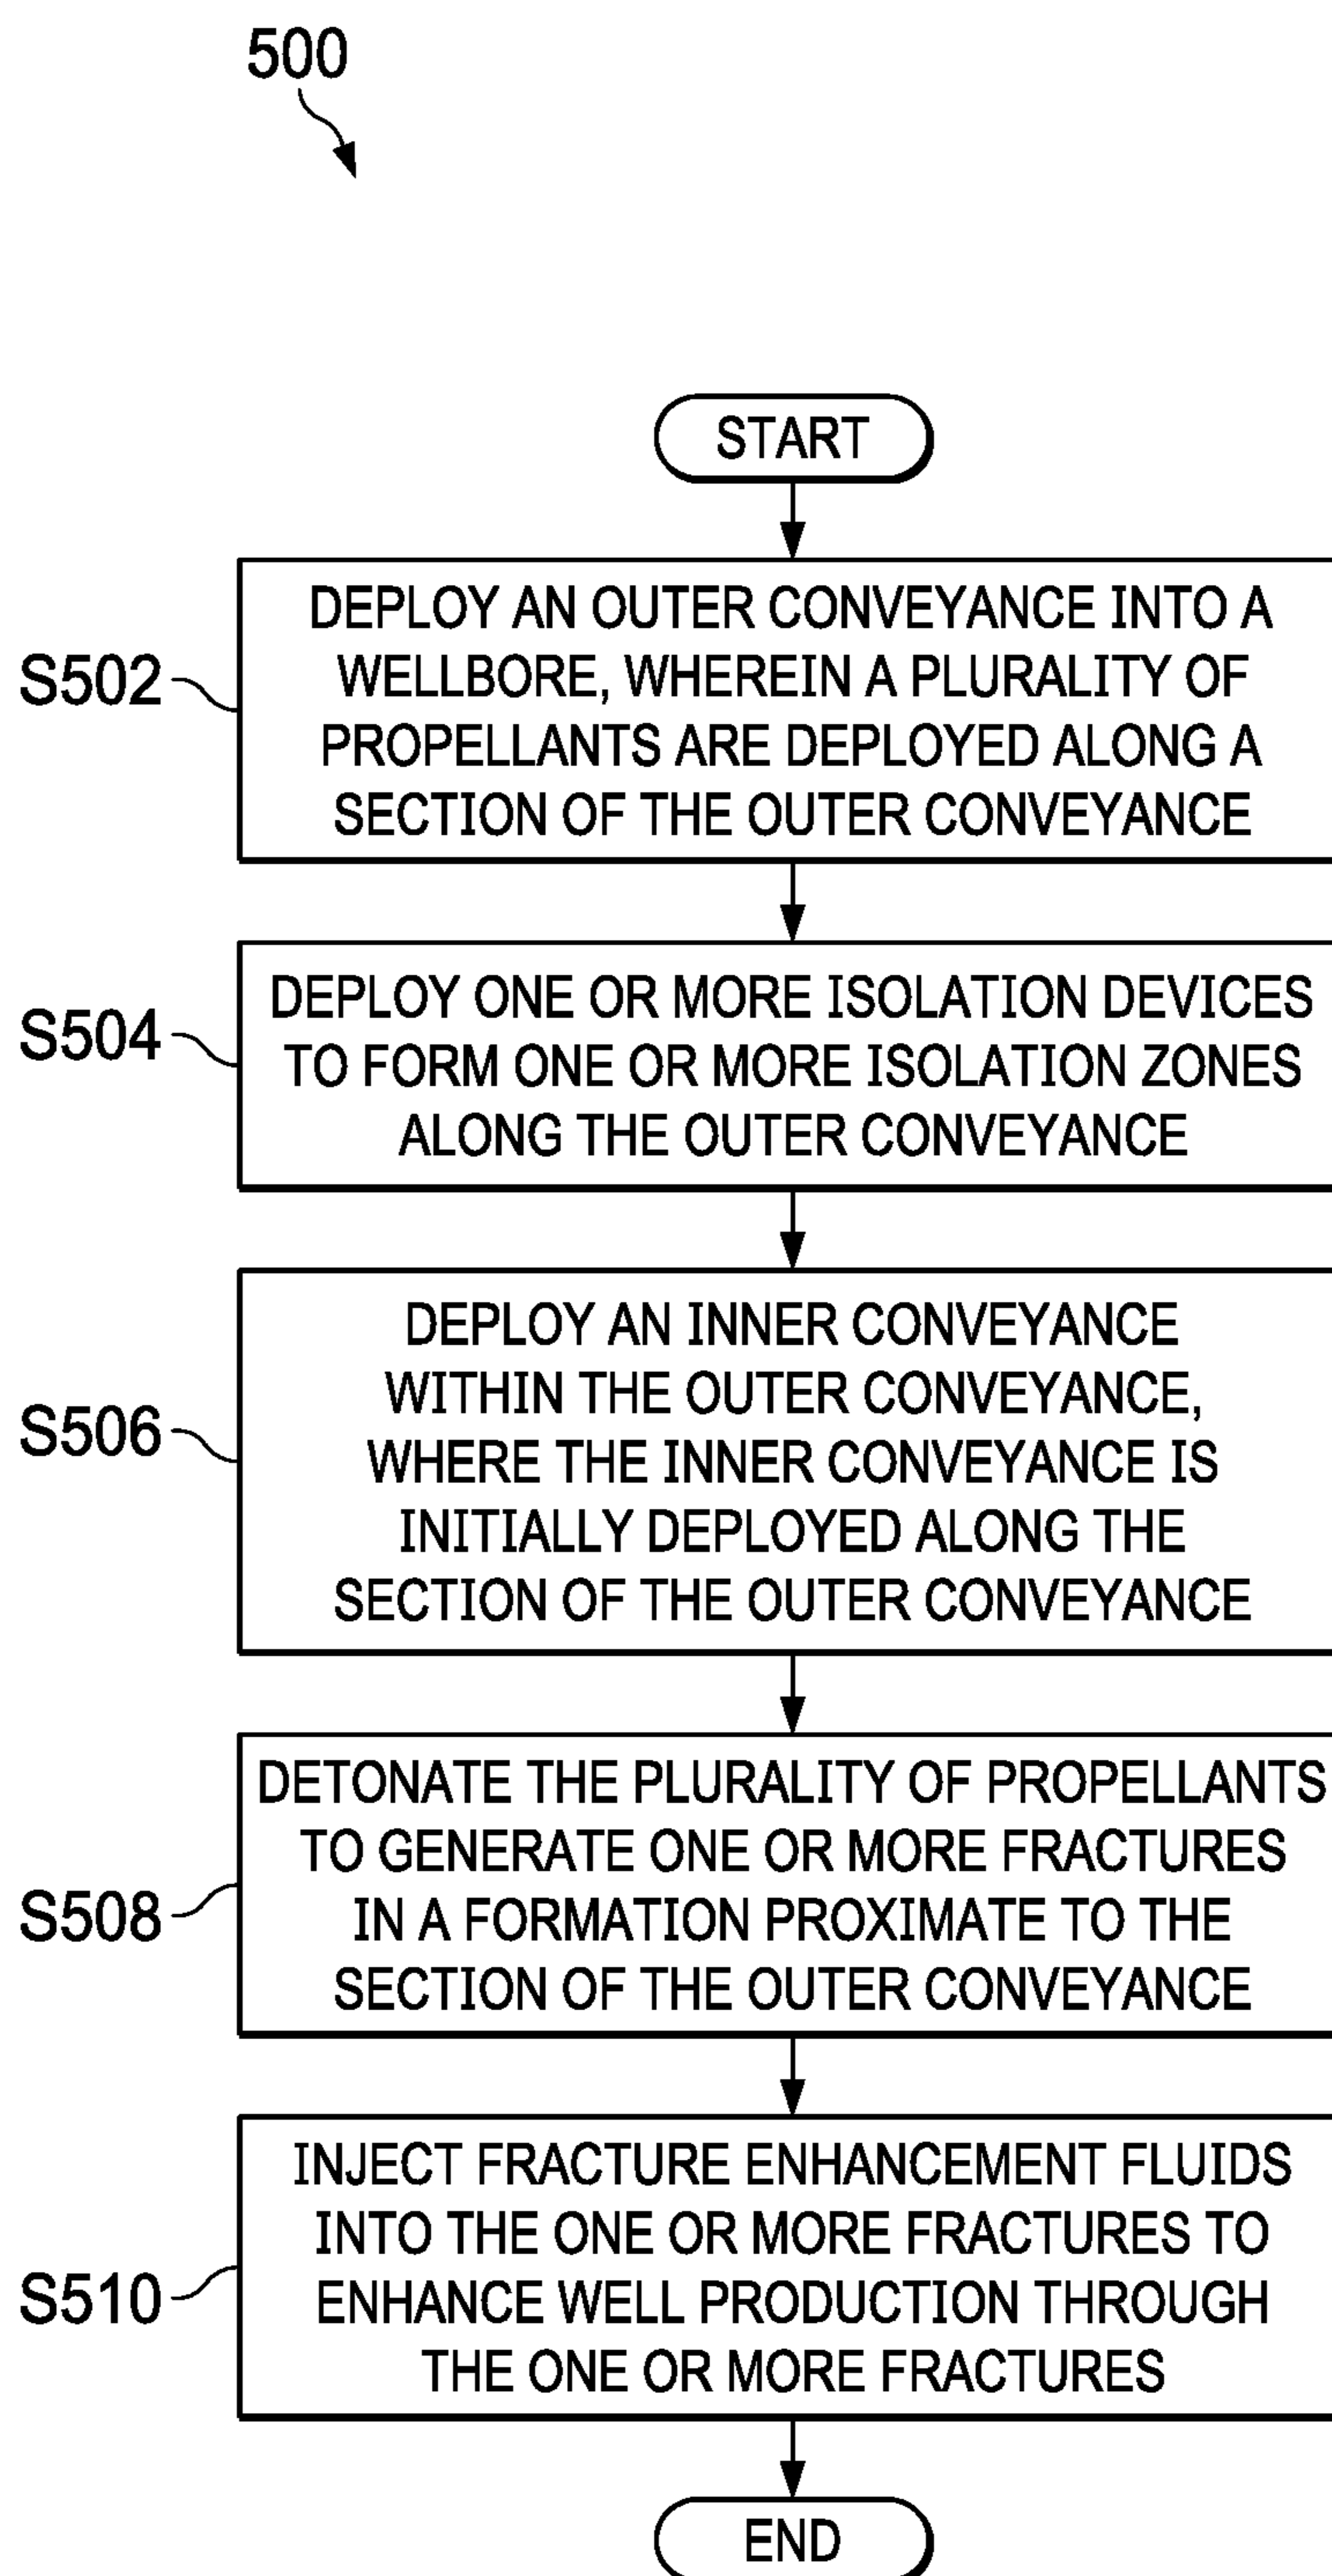 500
START
S502
DEPLOY AN OUTER CONVEYANCE INTO A
WELLBORE, WHEREIN A PLURALITY OF
PROPELLANTS ARE DEPLOYED ALONG A
SECTION OF THE OUTER CONVEYANCE
S504
DEPLOY ONE OR MORE ISOLATION DEVICES
TO FORM ONE OR MORE ISOLATION ZONES
ALONG THE OUTER CONVEYANCE
S506
DEPLOY AN INNER CONVEYANCE
WITHIN THE OUTER CONVEYANCE,
WHERE THE INNER CONVEYANCE IS
INITIALLY DEPLOYED ALONG THE
SECTION OF THE OUTER CONVEYANCE
S508
DETONATE THE PLURALITY OF PROPELLANTS
TO GENERATE ONE OR MORE FRACTURES
IN A FORMATION PROXIMATE TO THE
SECTION OF THE OUTER CONVEYANCE
S510
INJECT FRACTURE ENHANCEMENT FLUIDS
INTO THE ONE OR MORE FRACTURES TO
ENHANCE WELL PRODUCTION THROUGH
THE ONE OR MORE FRACTURES
END